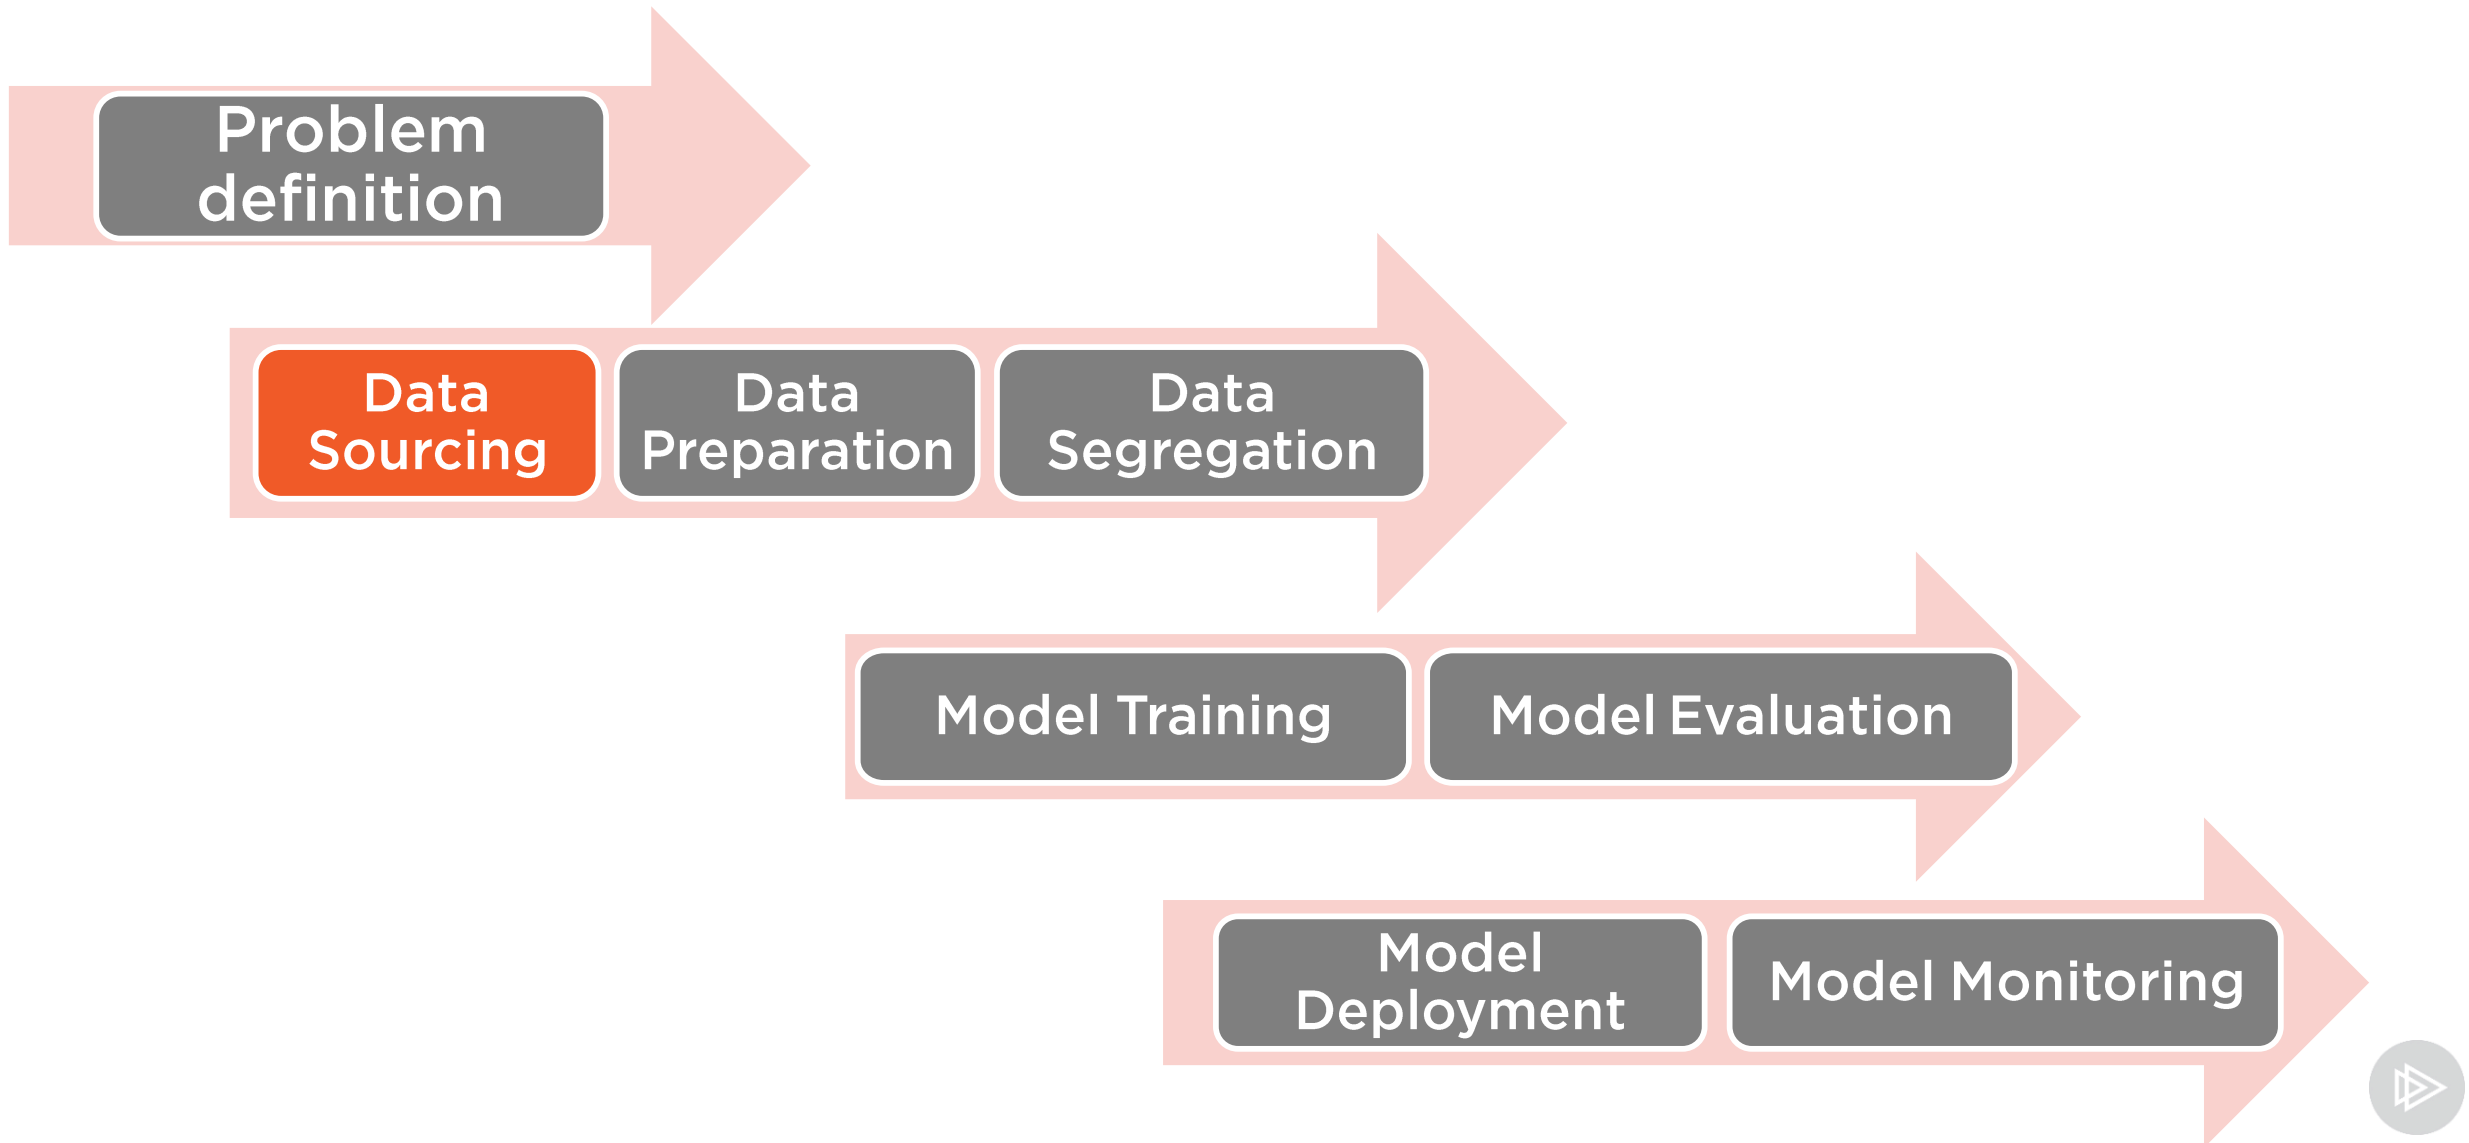 Problem
definition
Data
Sourcing
Data
Preparation
Data
Segregation
Model Training
Model Evaluation
Model
Deployment
Model Monitoring